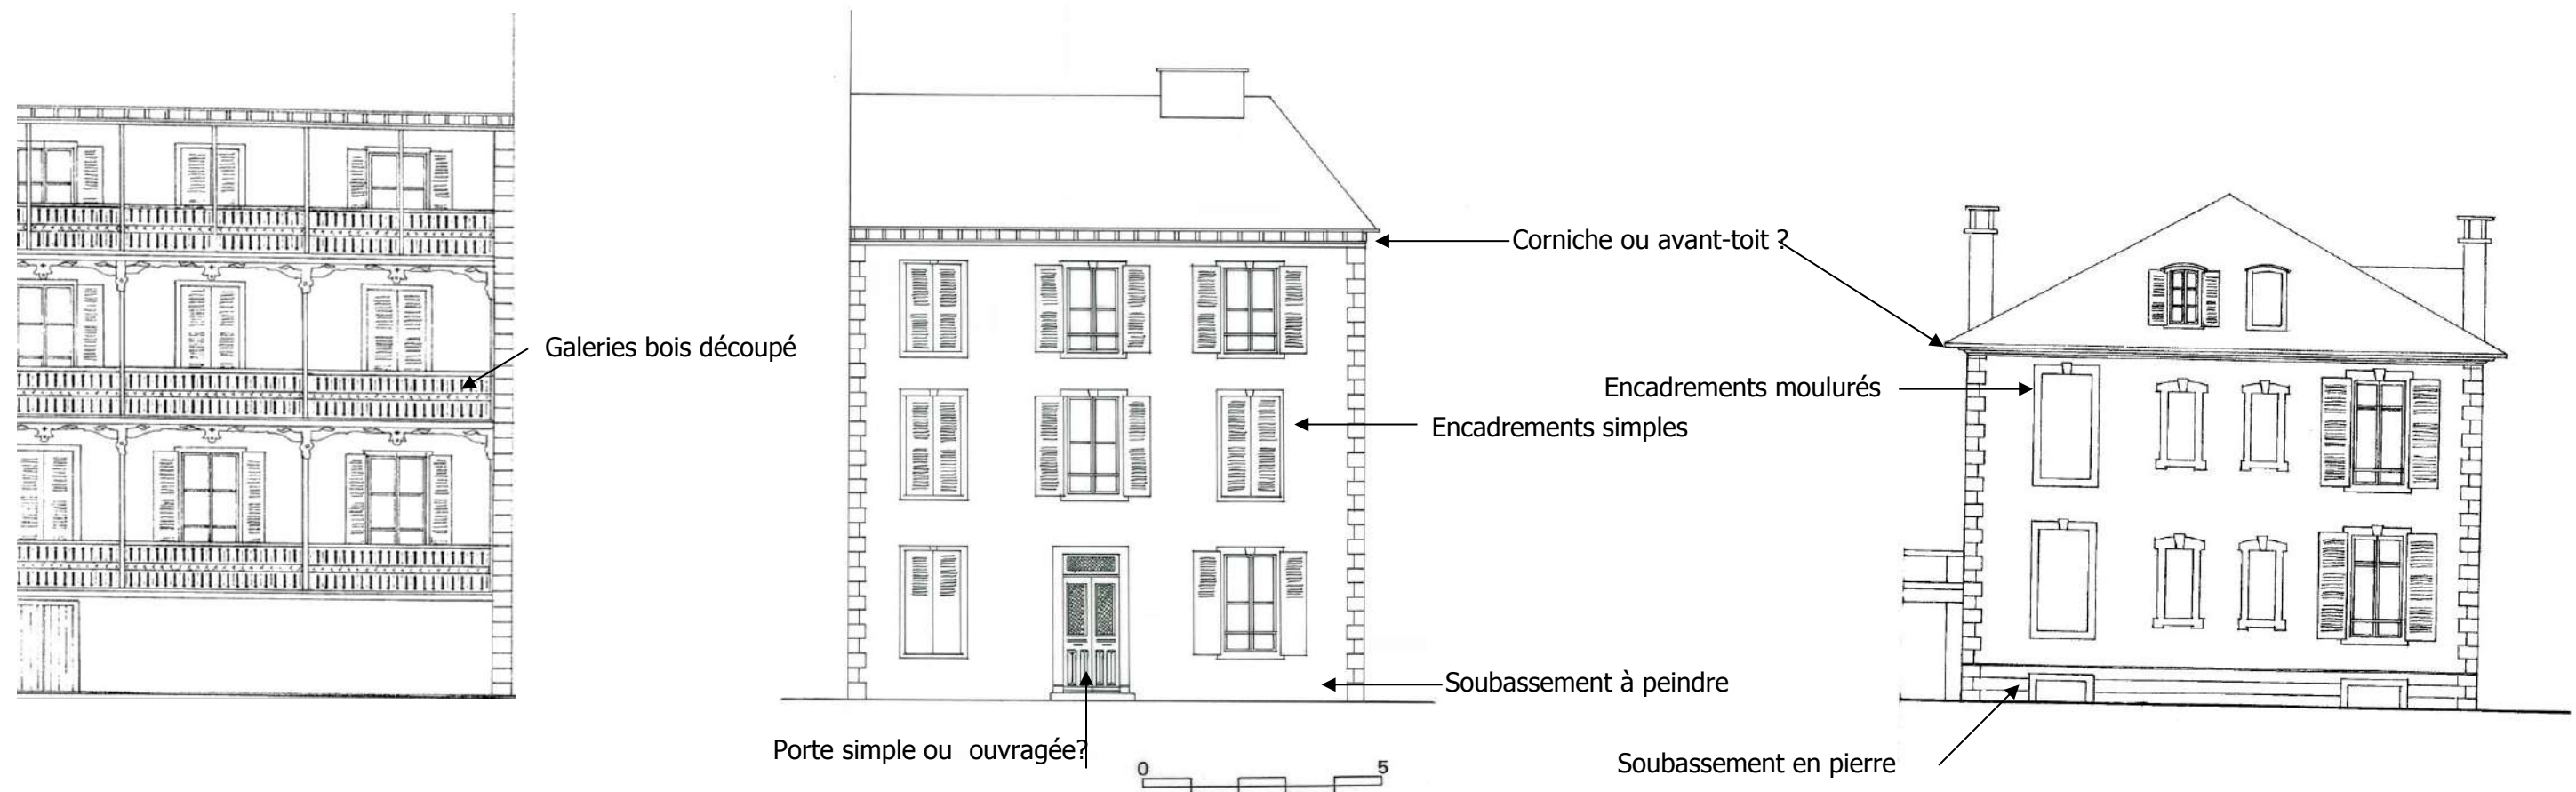 Corniche ou avant-toit ?
Galeries bois découpé
Encadrements moulurés
Encadrements simples
Soubassement à peindre
Porte simple ou  ouvragée?
Soubassement en pierre
0 5